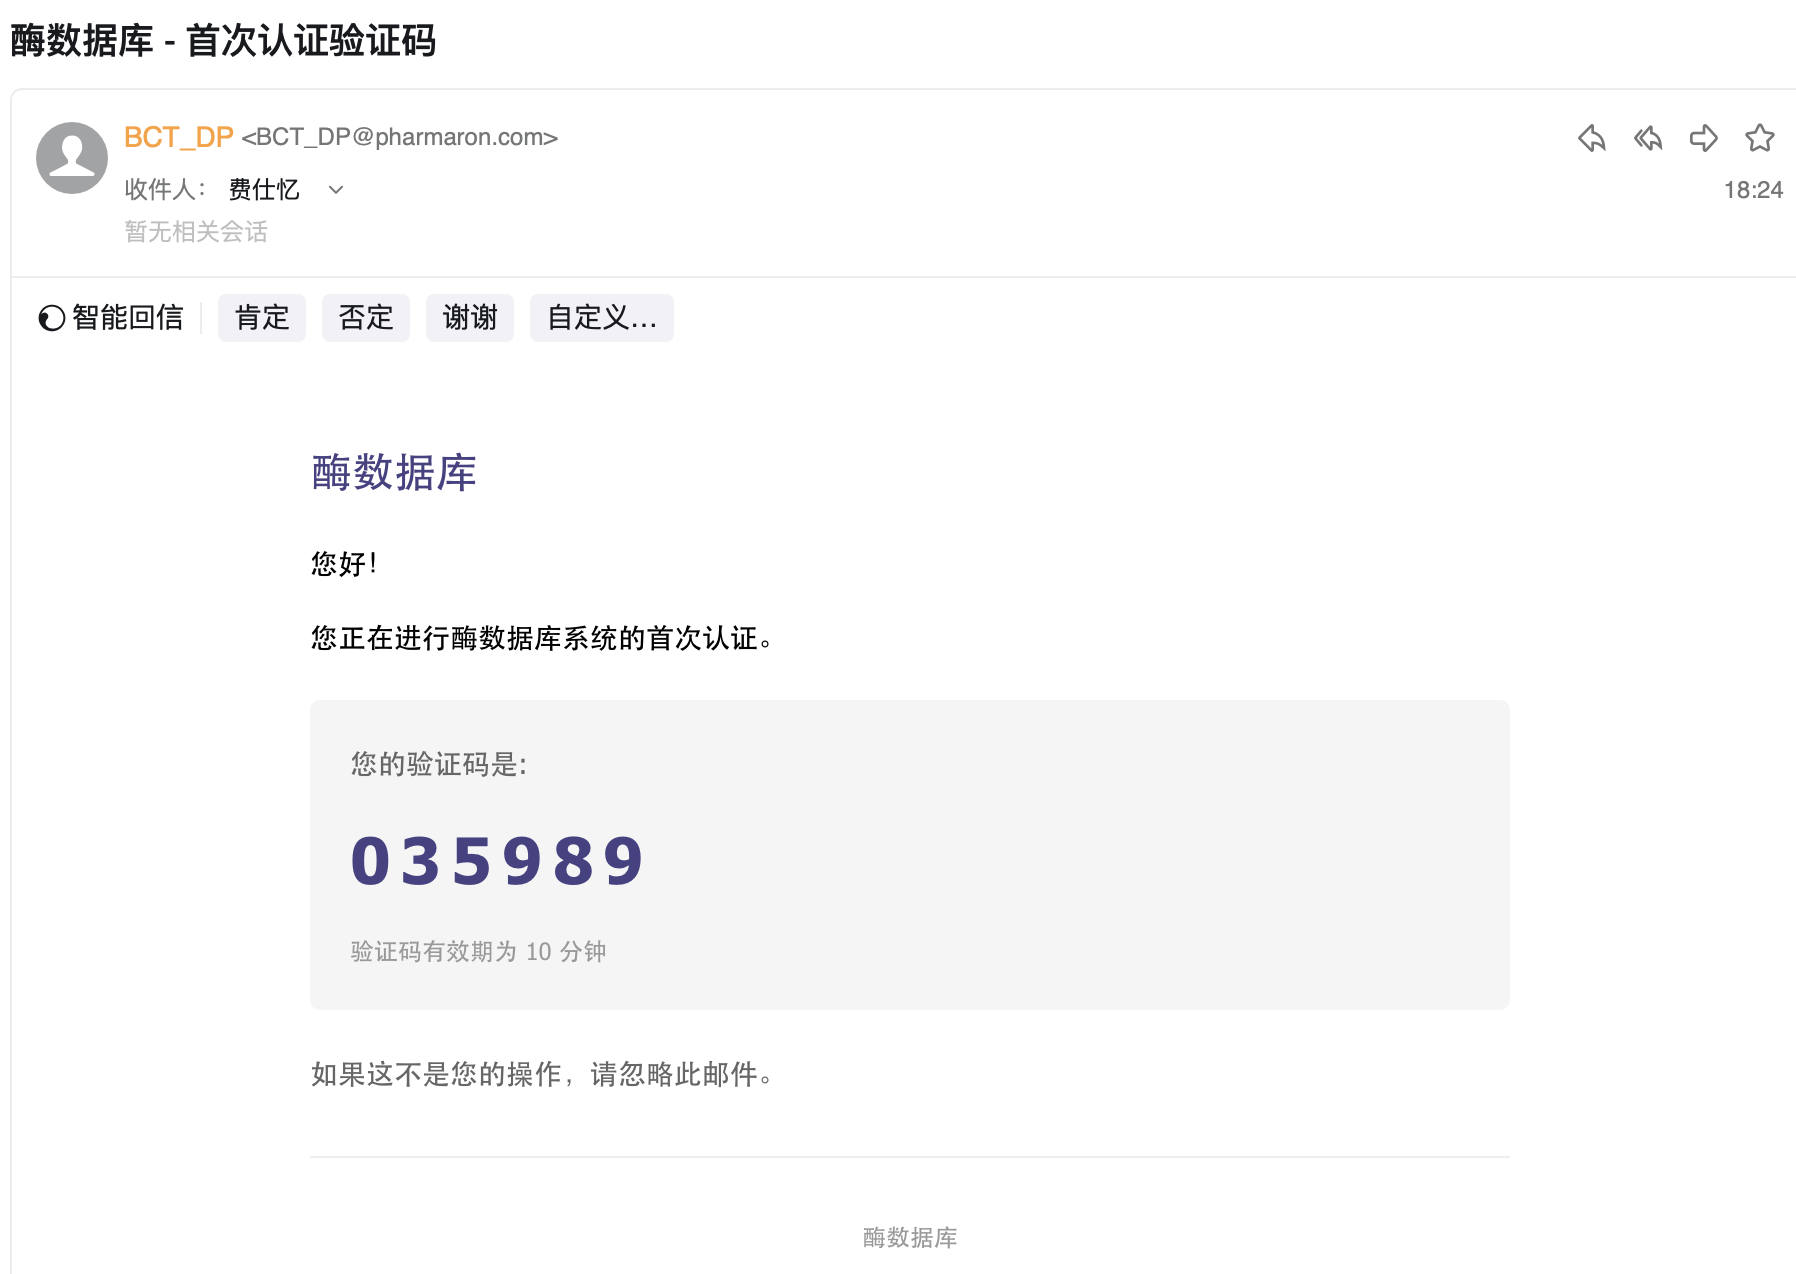 酶数据库 - 首次认证验证码
BCT_DP <BCT_DP@pharmaron.com>
收件人： 费仕忆
18:24
暂无相关会话
智能回信 肯定 否定 谢谢 自定义...
酶数据库
您好！
您正在进行酶数据库系统的首次认证。
您的验证码是:
035989
验证码有效期为 10 分钟
如果这不是您的操作，请忽略此邮件。
酶数据库